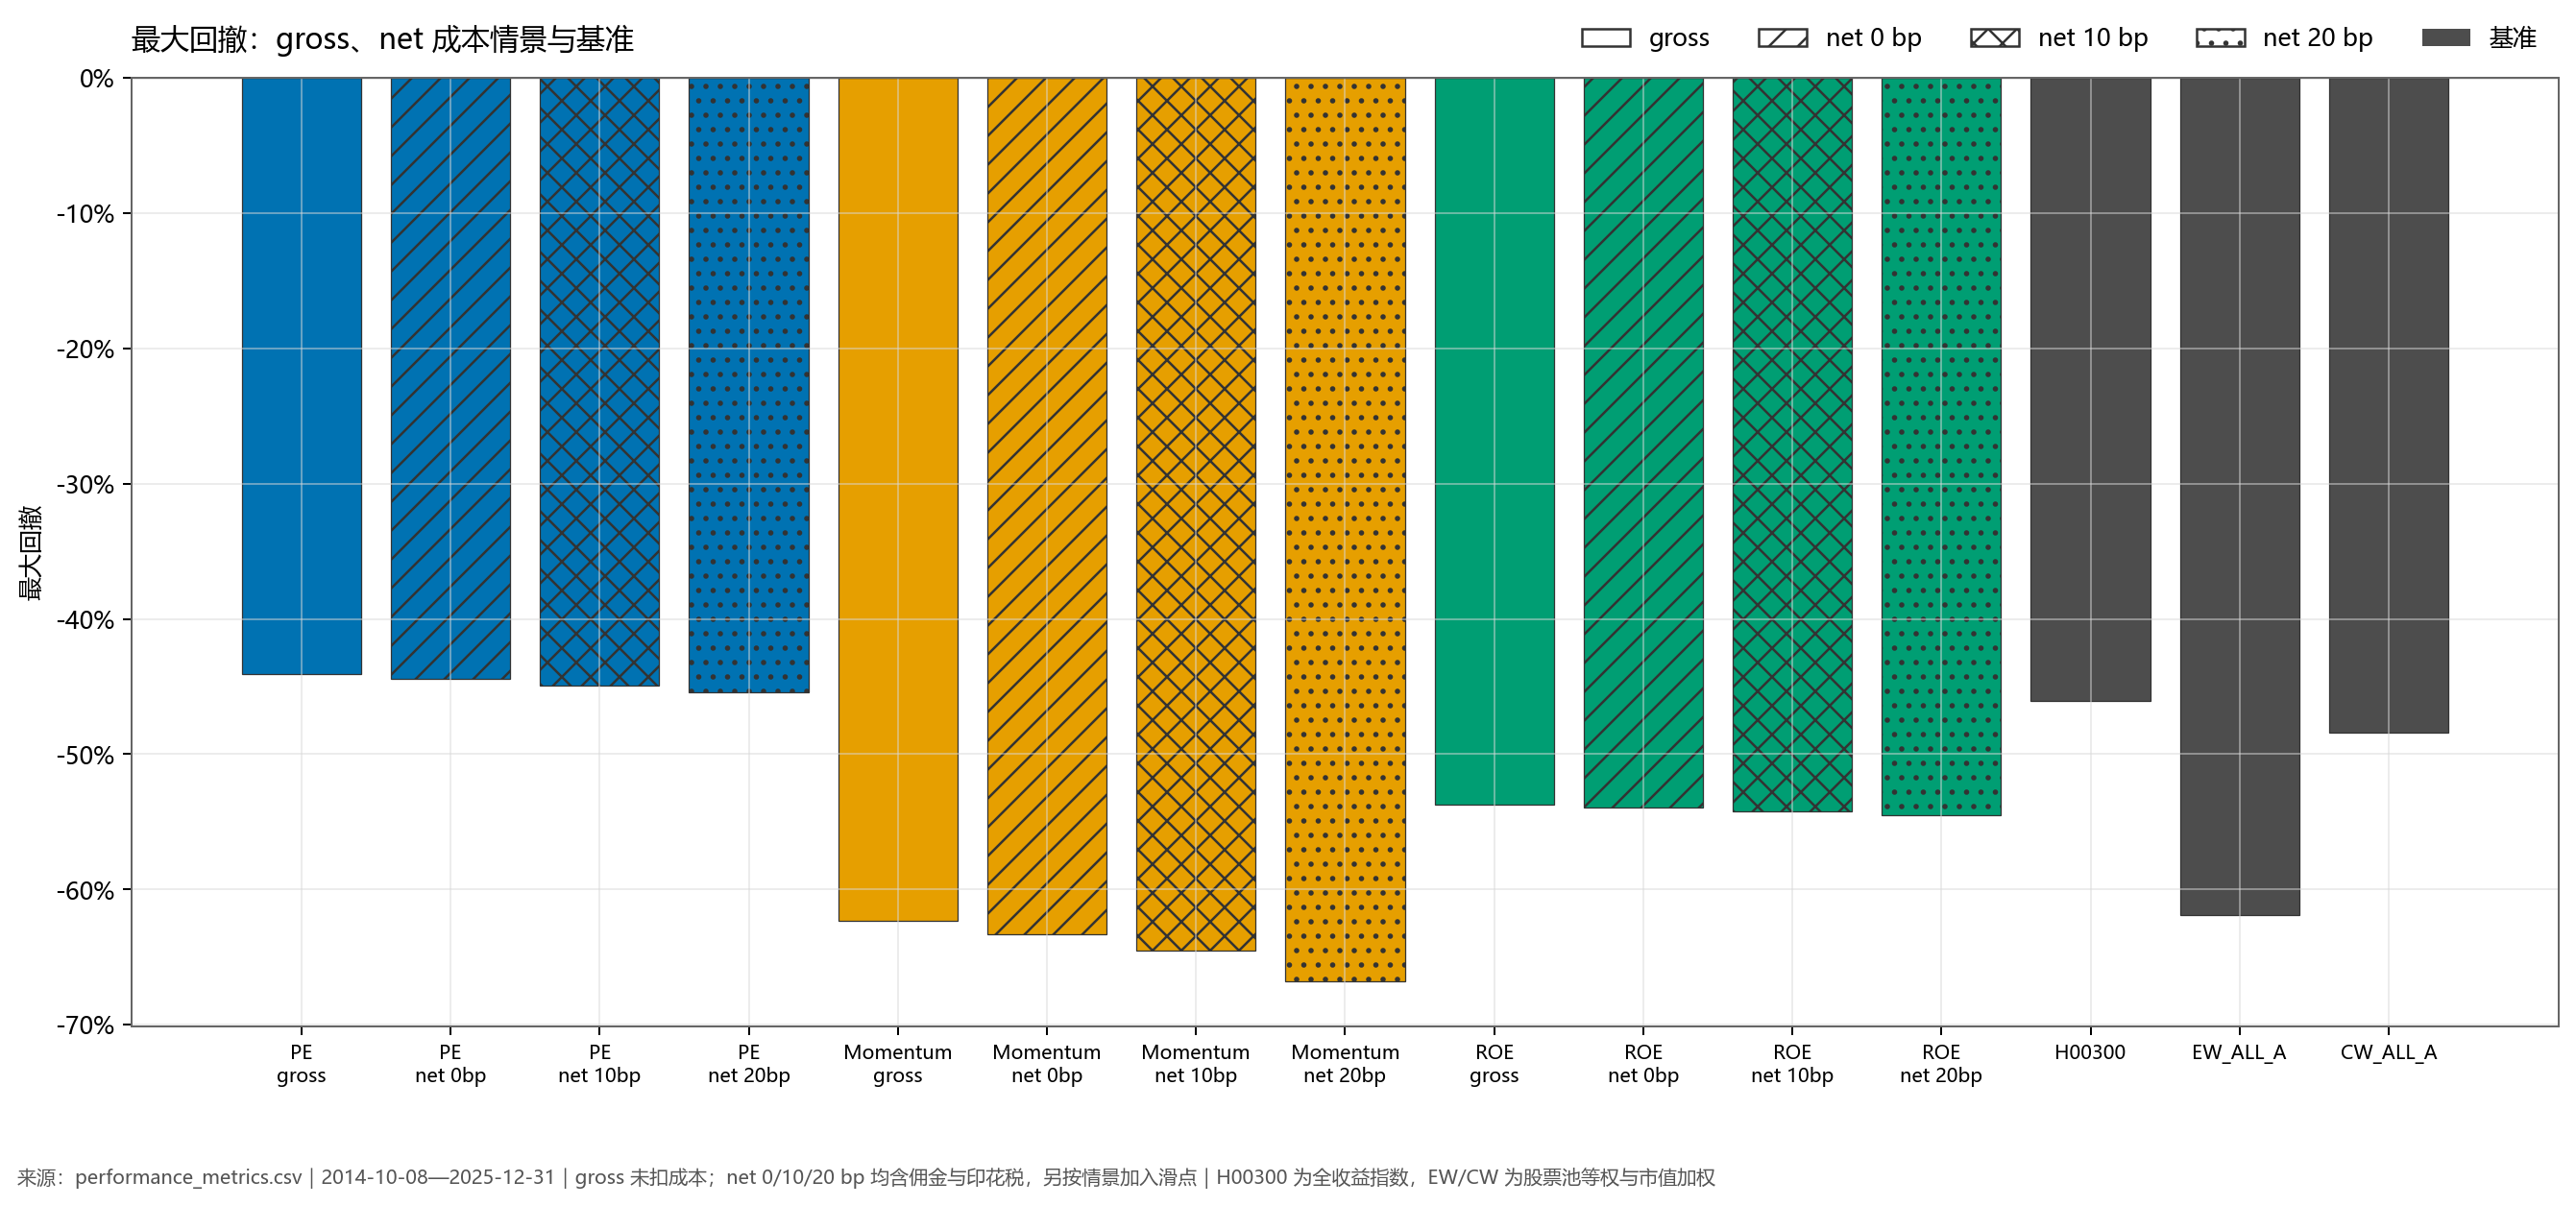 最大回撤：gross、net 成本情景与基准
gross
net 0 bp
net 10 bp
net 20 bp
基准
0%
-10%
-20%
-30%
-40%
-50%
-60%
-70%
最大回撤
PE
gross
PE
net 0bp
PE
net 10bp
PE
net 20bp
Momentum
gross
Momentum
net 0bp
Momentum
net 10bp
Momentum
net 20bp
ROE
gross
ROE
net 0bp
ROE
net 10bp
ROE
net 20bp
H00300
EW_ALL_A
CW_ALL_A
来源：performance_metrics.csv | 2014-10-08—2025-12-31 | gross 未扣成本；net 0/10/20 bp 均含佣金与印花税，另按情景加入滑点 | H00300 为全收益指数，EW/CW 为股票池等权与市值加权